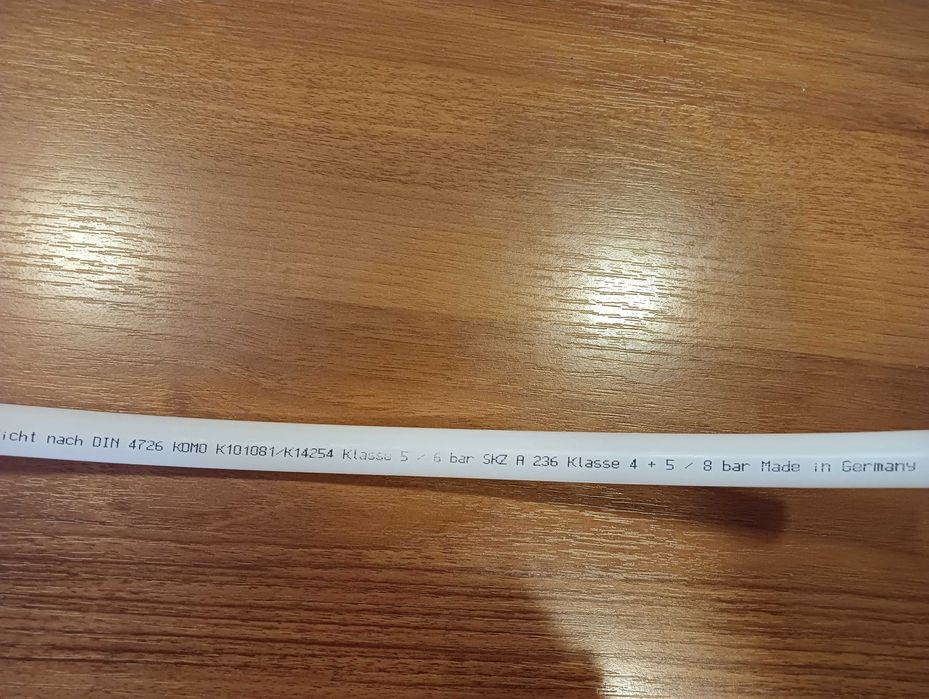 icht nach DIN 4726 KOMO K101081/K14254 Klasse 5 / 6 bar SKZ A 236 Klasse 4 + 5 / 8 bar Made in Germany